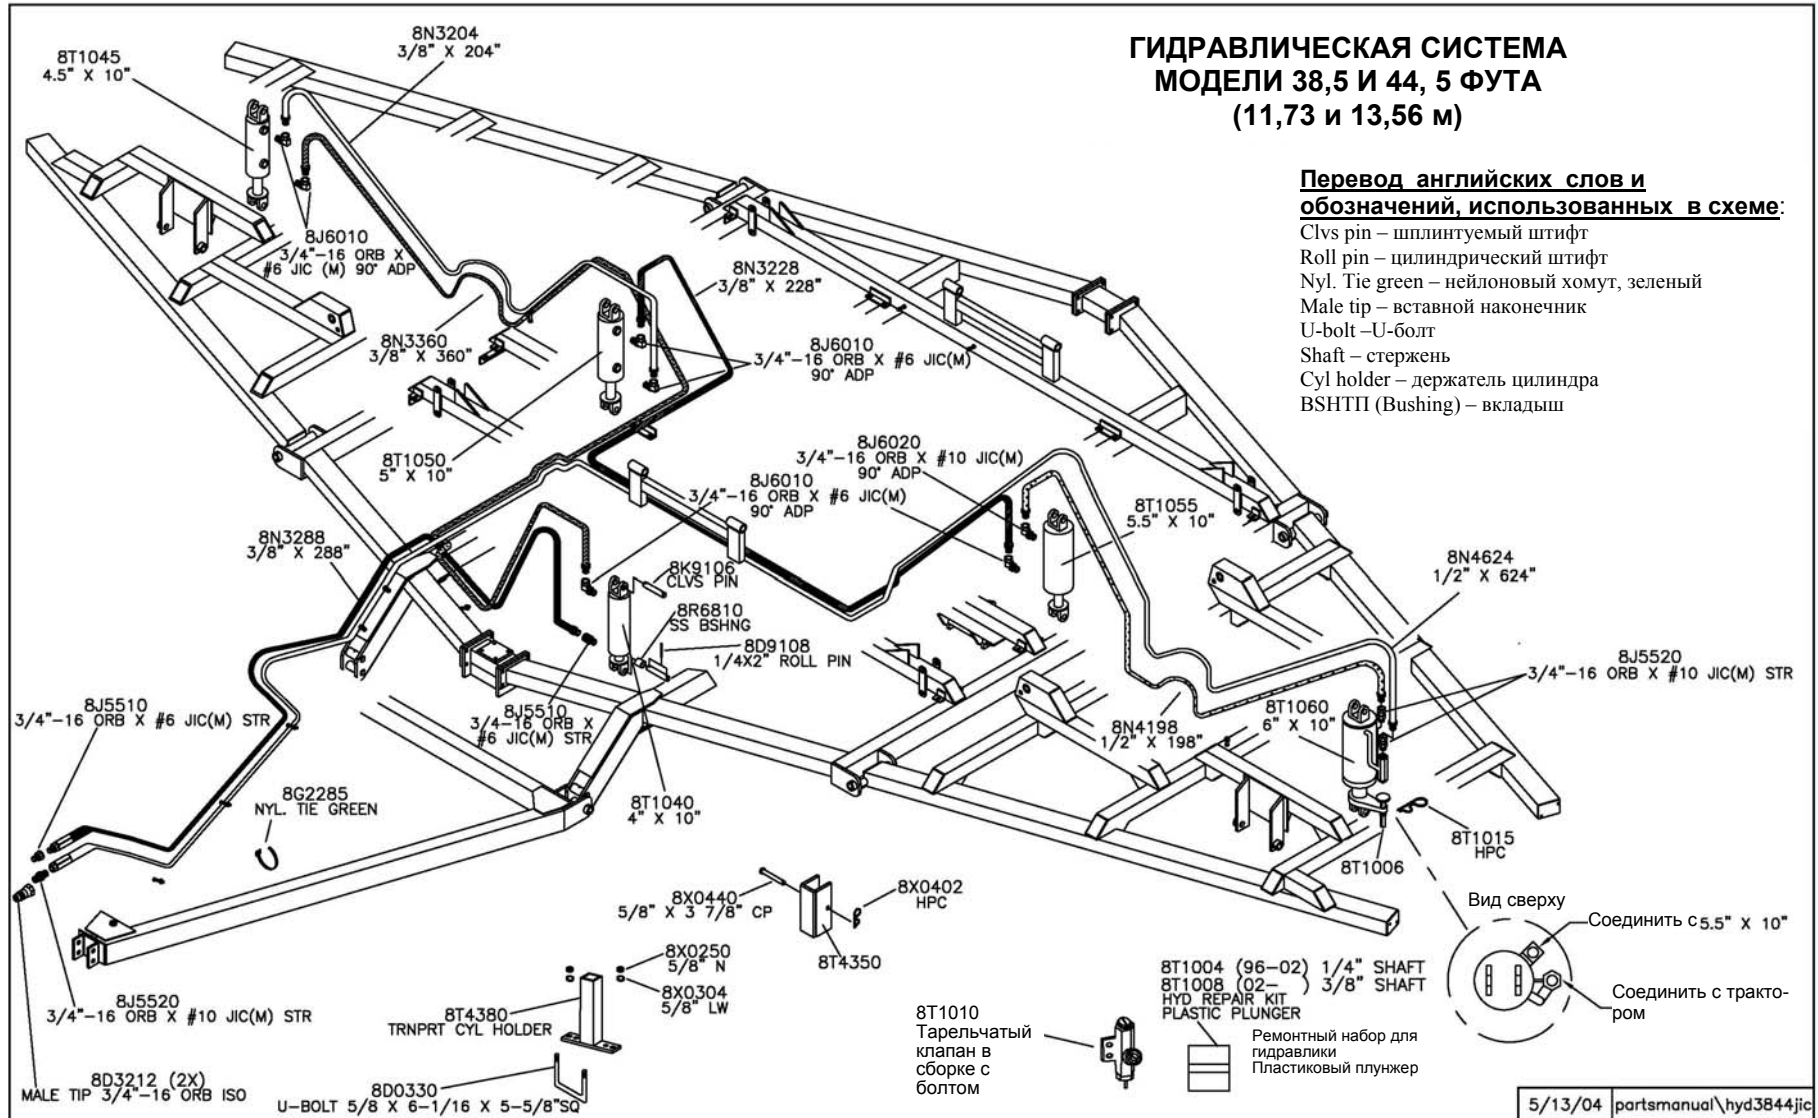 ГИДРАВЛИЧЕСКАЯ СИСТЕМА
МОДЕЛИ 38,5 И 44, 5 ФУТА
(11,73 и 13,56 м)
Перевод английских слов и
обозначений, использованных в схеме:
Clvs pin – шплинтуемый штифт
Roll pin – цилиндрический штифт
Nyl. Tie green – нейлоновый хомут, зеленый
Male tip – вставной наконечник
U-bolt –U-болт
Shaft – стержень
Cyl holder – держатель цилиндра
BSHTП (Bushing) – вкладыш
8T1045
4.5" X 10"
8N3204
3/8" X 204"
8J6010
3/4"-16 ORB X
#6 JIC (M) 90° ADP
8N3228
3/8" X 228"
8N3360
3/8" X 360"
8J6010
3/4"-16 ORB X #6 JIC(M)
90° ADP
8T1050
5" X 10"
8J6020
3/4"-16 ORB X #10 JIC(M)
90° ADP
8J6010
3/4"-16 ORB X #6 JIC(M)
90° ADP
8T1055
5.5" X 10"
8N3288
3/8" X 288"
8K9106
CLVS PIN
8R6810
SS BSHNG
8D9108
1/4X2" ROLL PIN
8N4624
1/2" X 624"
8J5520
3/4"-16 ORB X #10 JIC(M) STR
8J5510
3/4"-16 ORB X #6 JIC(M) STR
8J5510
3/4-16 ORB X
#6 JIC(M) STR
8N4198
1/2" X 198"
8T1060
6" X 10"
8G2285
NYL. TIE GREEN
8T1040
4" X 10"
8T1015
HPC
8T1006
8X0440
5/8" X 3 7/8" CP
8X0402
HPC
8T4350
Вид сверху
Соединить с 5.5" X 10"
Соединить с тракто-
ром
8X0250
5/8" N
8X0304
5/8" LW
8J5520
3/4"-16 ORB X #10 JIC(M) STR
8T4380
TRNPRT CYL HOLDER
8T1010
Тарельчатый
клапан в
сборке с
болтом
8T1004 (96-02) 1/4" SHAFT
8T1008 (02- ) 3/8" SHAFT
HYD REPAIR KIT
PLASTIC PLUNGER
Ремонтный набор для
гидравлики
Пластиковый плунжер
8D3212 (2X)
MALE TIP 3/4"-16 ORB ISO
8D0330
U-BOLT 5/8 X 6-1/16 X 5-5/8"SQ
5/13/04 partsmanual\hyd3844jic